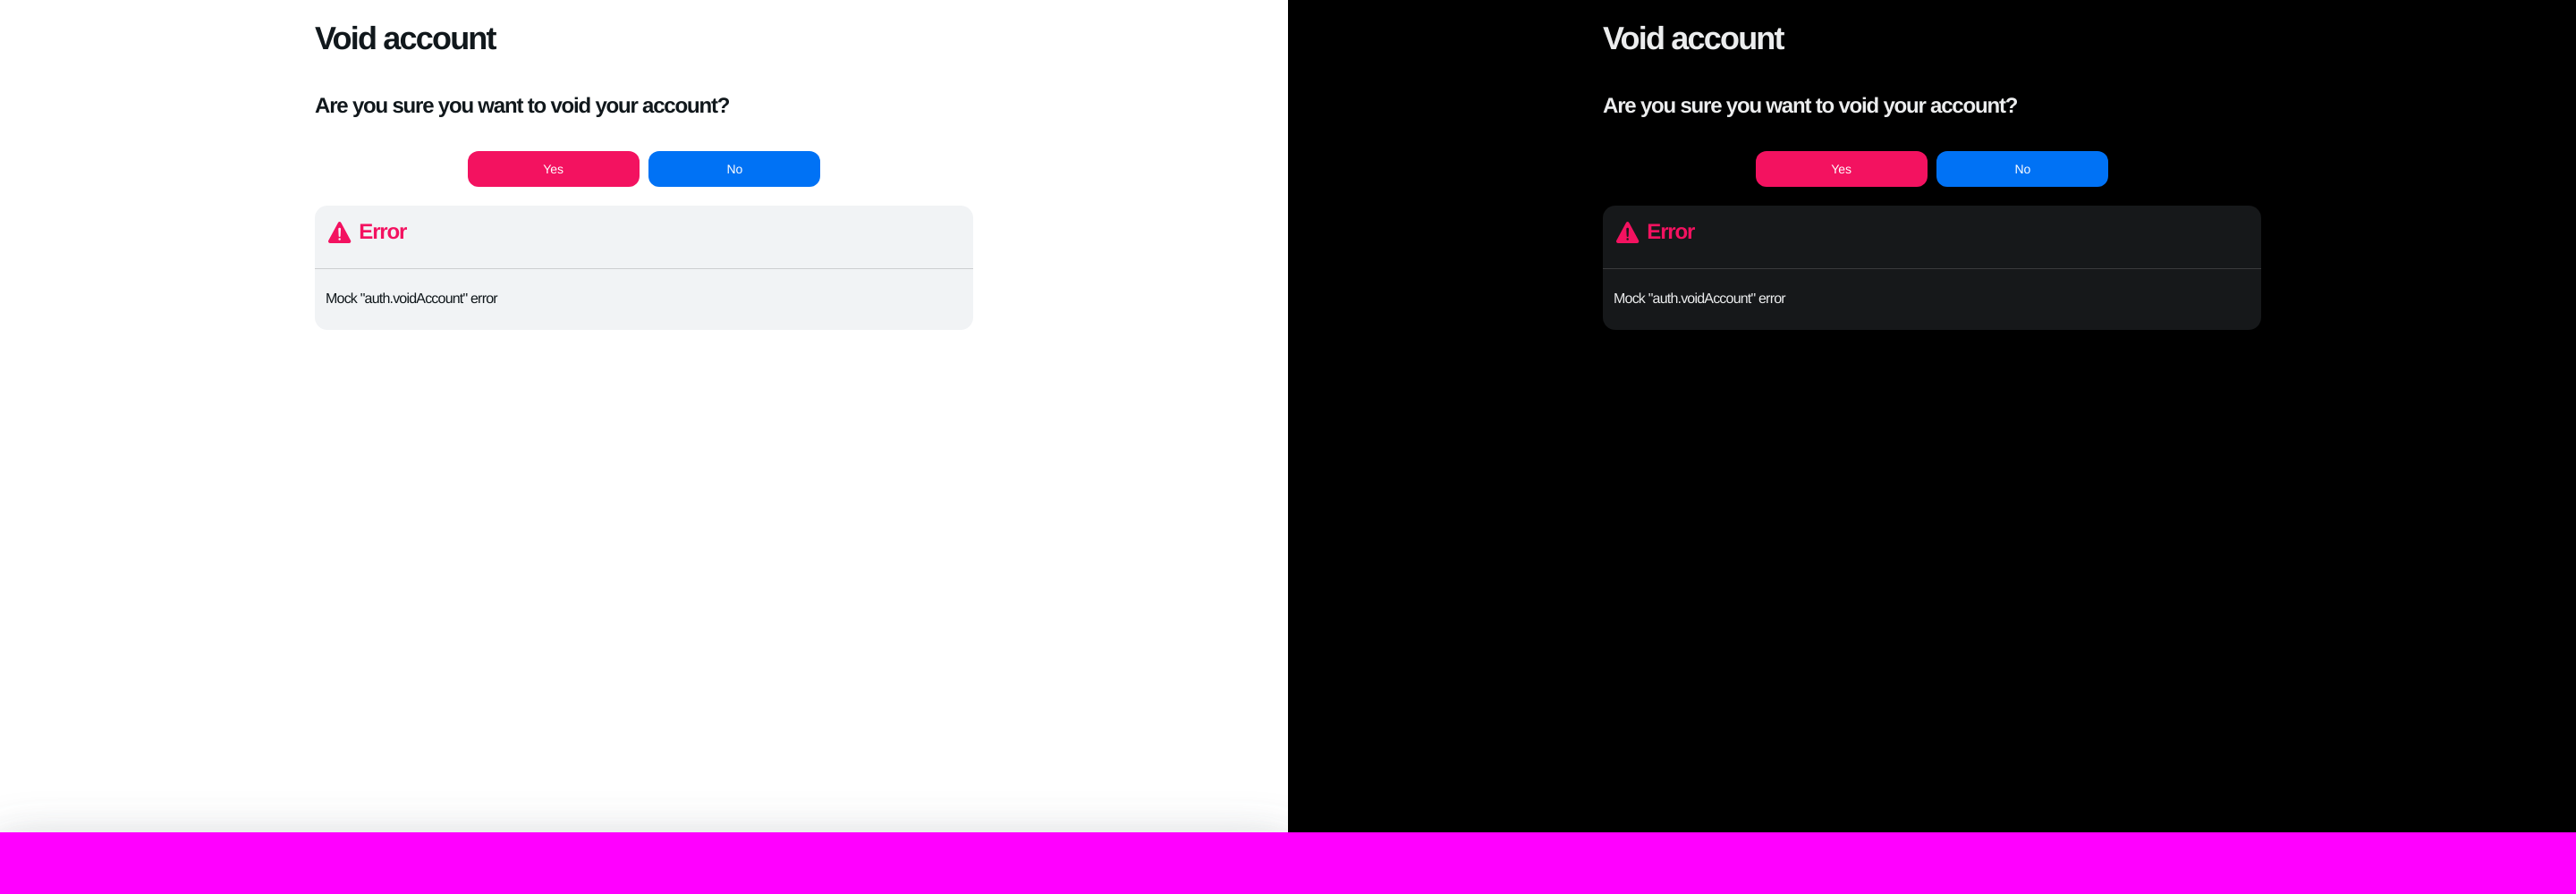 Void account
Are you sure you want to void your account?
Yes No
Error
Mock "auth.voidAccount" error
Void account
Are you sure you want to void your account?
Yes No
Error
Mock "auth.voidAccount" error